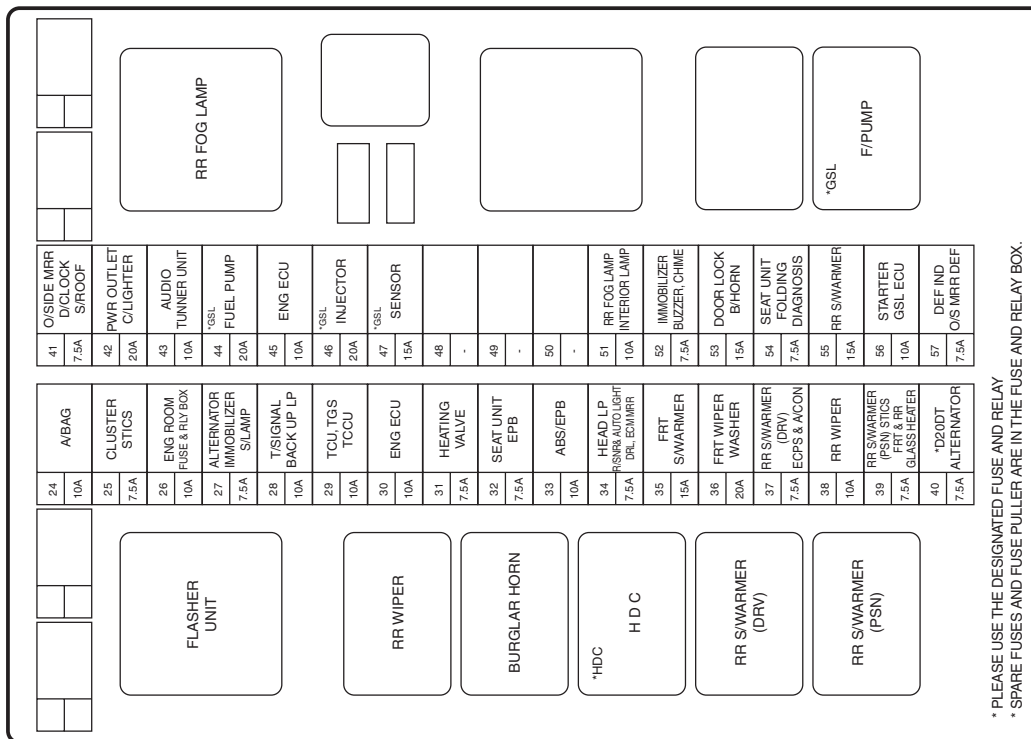 RR FOG LAMP
*GSL
F/PUMP
41
7.5A
O/SIDE MRR
D/CLOCK
S/ROOF
42
20A
PWR OUTLET
C/LIGHTER
43
10A
AUDIO
TUNNER UNIT
44
20A
*GSL
FUEL PUMP
45
10A
ENG ECU
46
20A
*GSL
INJECTOR
47
15A
*GSL
SENSOR
48
-
49
-
50
-
51
10A
RR FOG LAMP
INTERIOR LAMP
52
7.5A
IMMOBILIZER
BUZZER, CHIME
53
15A
DOOR LOCK
B/HORN
54
7.5A
SEAT UNIT
FOLDING
DIAGNOSIS
55
15A
RR S/WARMER
56
10A
STARTER
GSL ECU
57
7.5A
DEF IND
O/S MRR DEF
24
10A
A/BAG
25
7.5A
CLUSTER
STICS
26
10A
ENG ROOM
FUSE & RLY BOX
27
7.5A
ALTERNATOR
IMMOBILIZER
S/LAMP
28
10A
T/SIGNAL
BACK UP LP
29
10A
TCU, TGS
TCCU
30
10A
ENG ECU
31
7.5A
HEATING
VALVE
32
7.5A
SEAT UNIT
EPB
33
10A
ABS/EPB
34
7.5A
HEAD LP
R/SNR& AUTO LIGHT
DRL, ECM MRR
35
15A
FRT
S/WARMER
36
20A
FRT WIPER
WASHER
37
7.5A
RR S/WARMER
(DRV)
ECPS & A/CON
38
10A
RR WIPER
39
7.5A
RR S/WARMER
(PSN) STICS
FRT & RR
GLASS HEATER
40
7.5A
*D20DT
ALTERNATOR
FLASHER
UNIT
RR WIPER
BURGLAR HORN
*HDC
H D C
RR S/WARMER
(DRV)
RR S/WARMER
(PSN)
* PLEASE USE THE DESIGNATED FUSE AND RELAY
* SPARE FUSES AND FUSE PULLER ARE IN THE FUSE AND RELAY BOX.